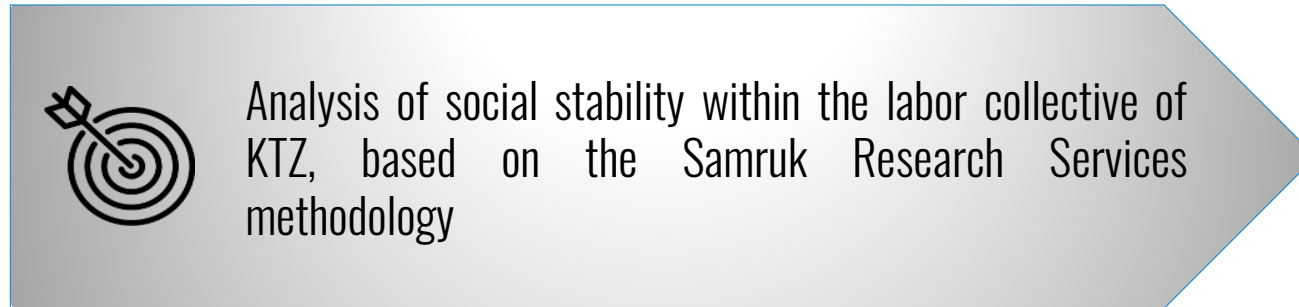 Analysis of social stability within the labor collective of
KTZ, based on the Samruk Research Services
methodology